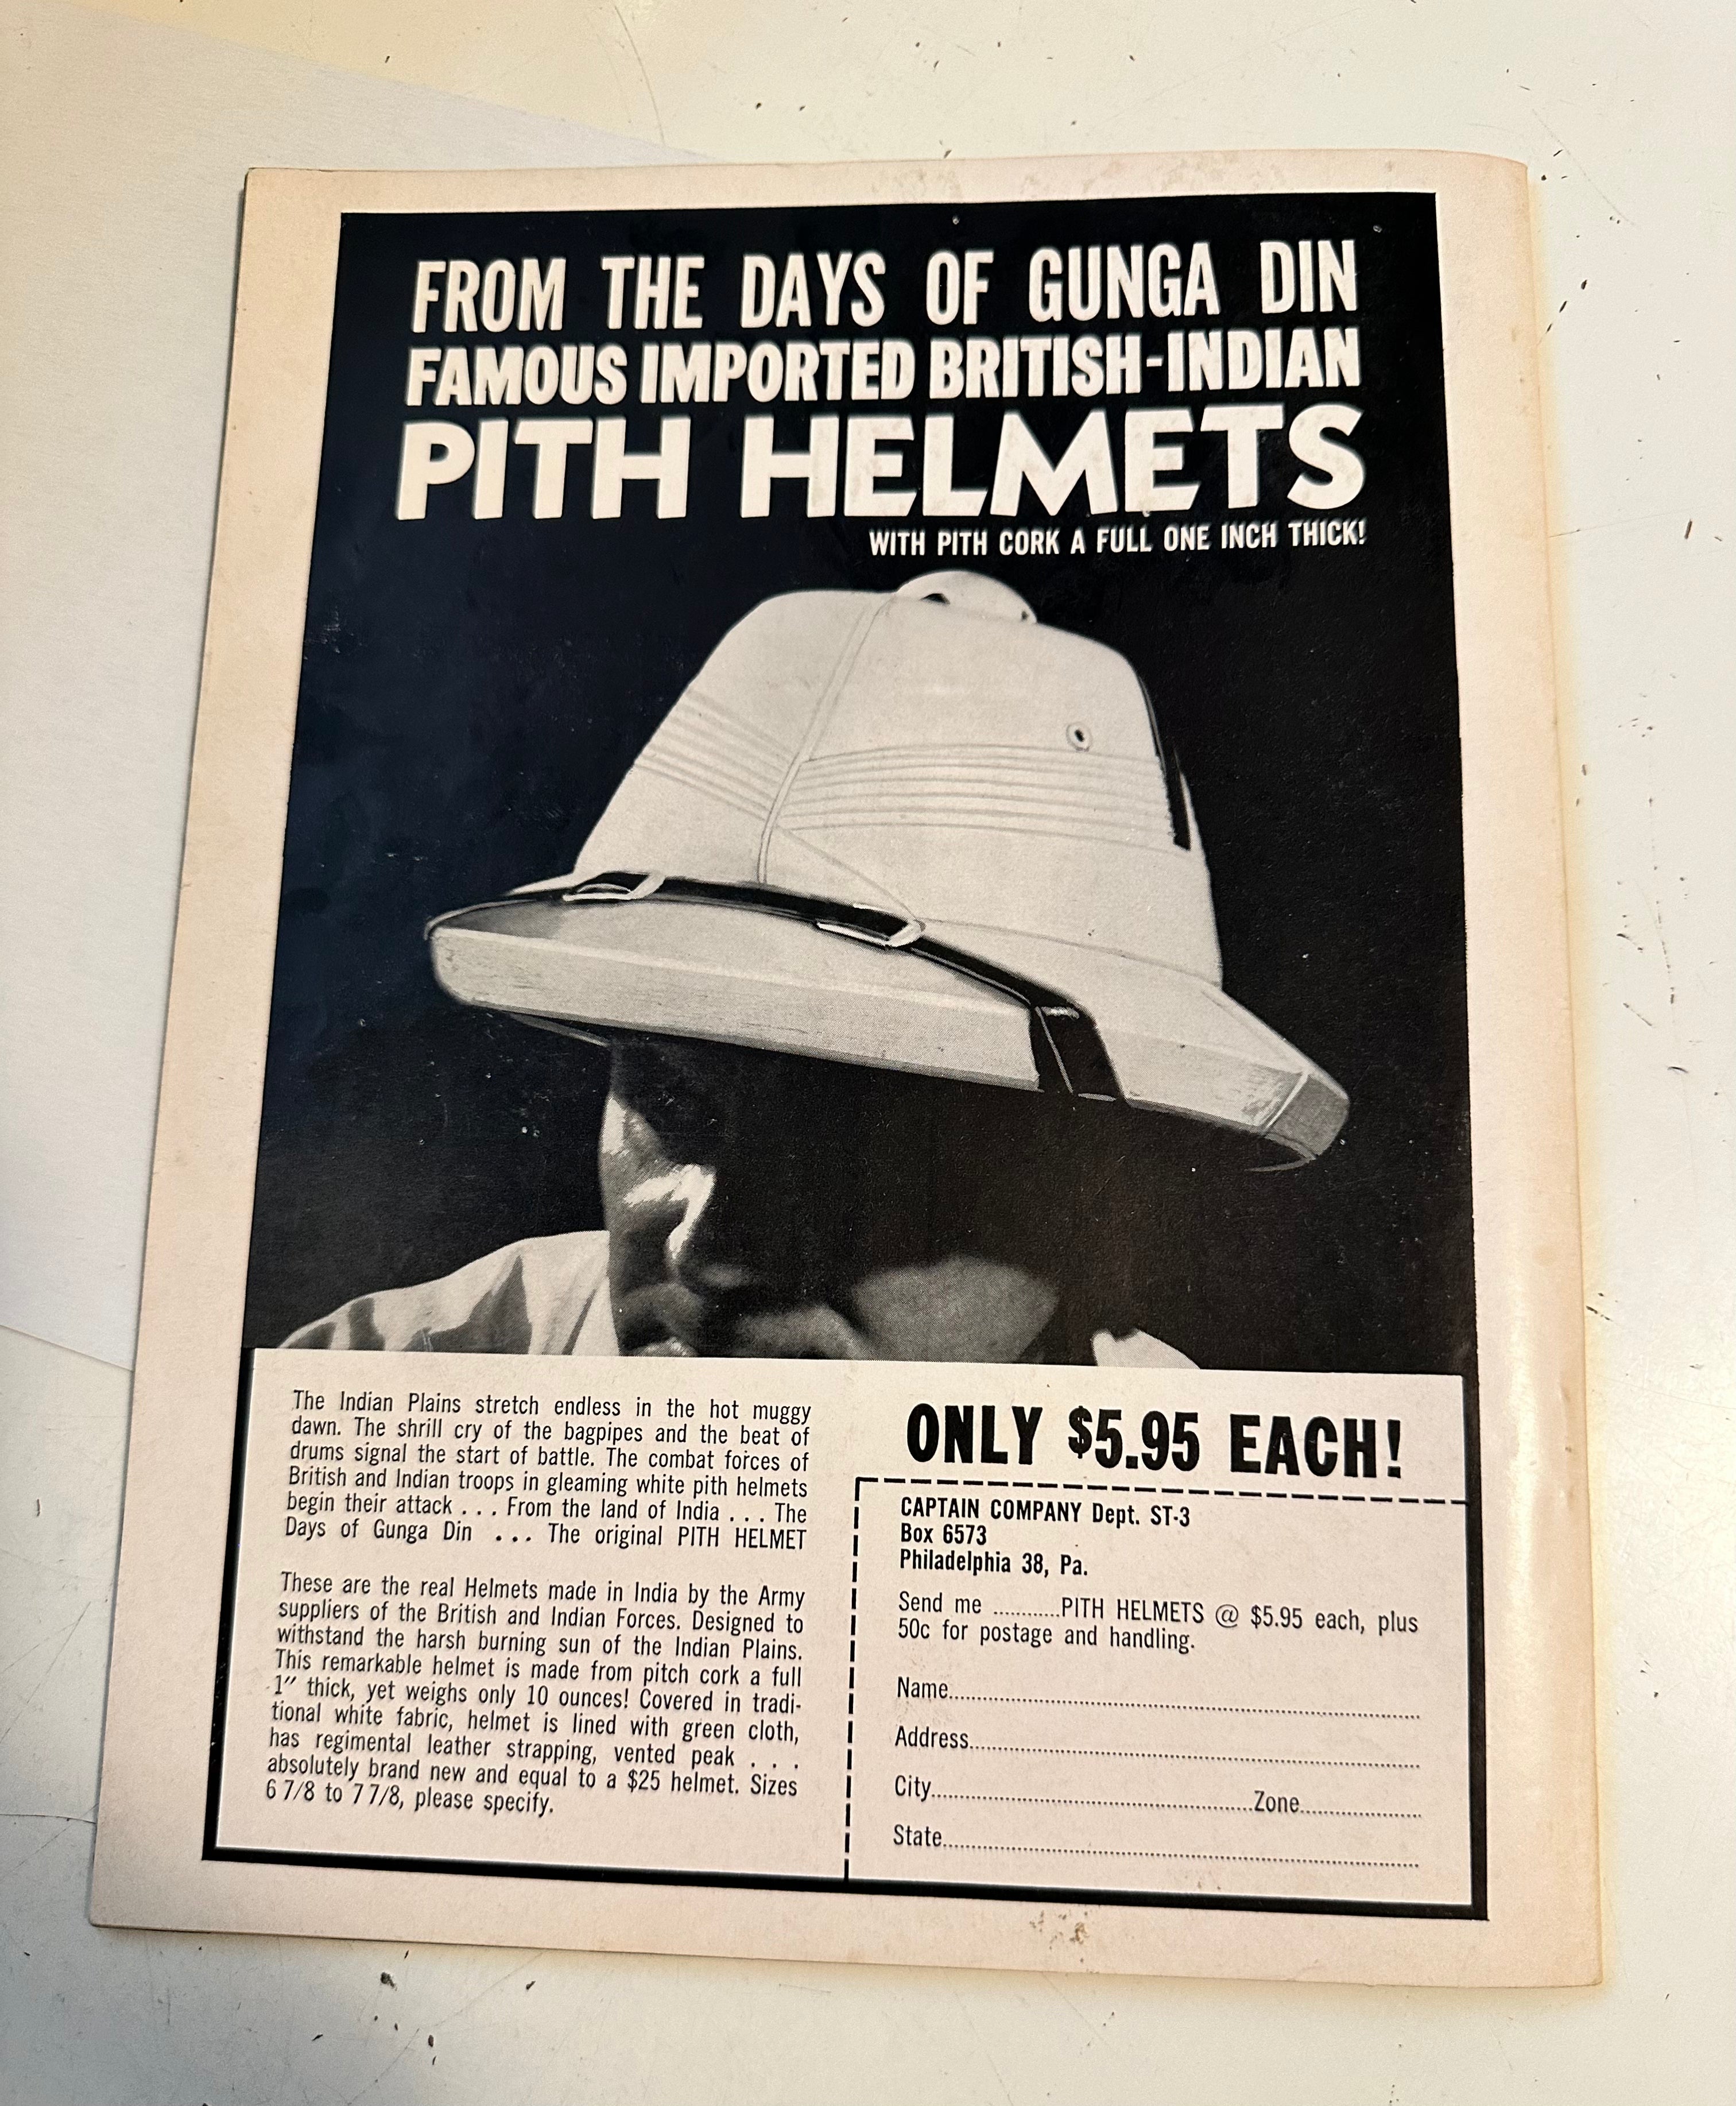 FROM THE DAYS OF GUNGA DIN
FAMOUS IMPORTED BRITISH-INDIAN
PITH HELMETS
WITH PITH CORK A FULL ONE INCH THICK!
The Indian Plains stretch endless in the hot muggy
dawn. The shrill cry of the bagpipes and the beat of
drums signal the start of battle. The combat forces of
British and Indian troops in gleaming white pith helmets
begin their attack . . . From the land of India . . . The
Days of Gunga Din . . . The original PITH HELMET
These are the real Helmets made in India by the Army
suppliers of the British and Indian Forces. Designed to
withstand the harsh burning sun of the Indian Plains.
This remarkable helmet is made from pitch cork a full
1" thick, yet weighs only 10 ounces! Covered in tradi-
tional white fabric, helmet is lined with green cloth,
has regimental leather strapping, vented peak . . .
absolutely brand new and equal to a $25 helmet. Sizes
6 7/8 to 7 7/8, please specify.
ONLY $5.95 EACH!
CAPTAIN COMPANY Dept. ST-3
Box 6573
Philadelphia 38, Pa.
Send me ...........PITH HELMETS @ $5.95 each, plus
50c for postage and handling.
Name....................
Address....................
City....................Zone....................
State....................